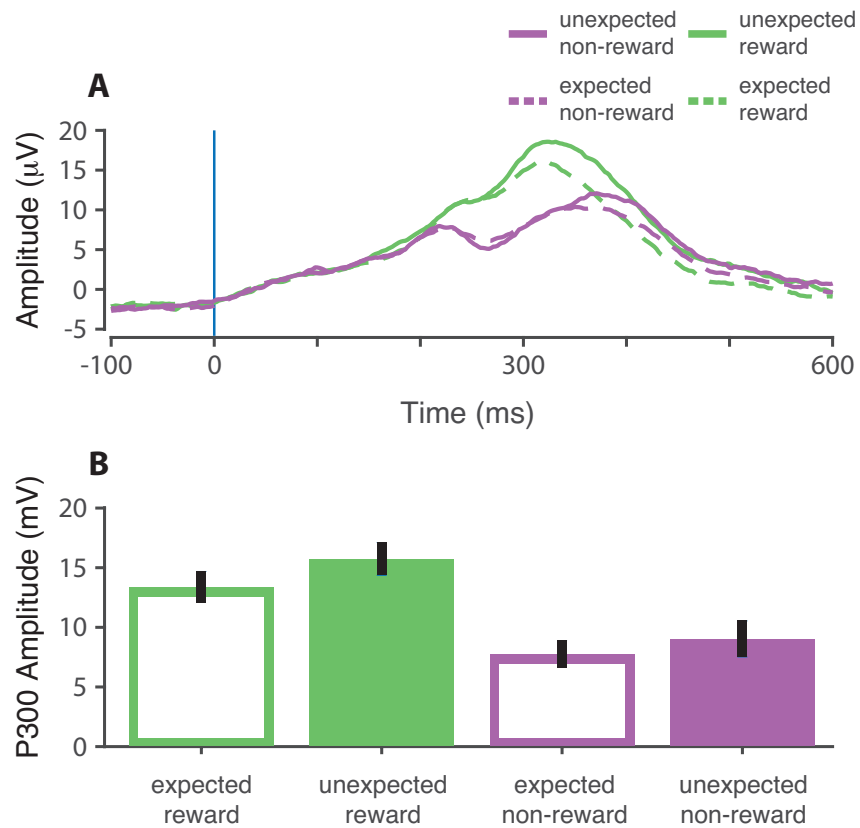 unexpected
non-reward
unexpected
reward
expected
non-reward
expected
reward
A
Amplitude (μV)
20
15
10
5
0
-5
-100
0
300
600
Time (ms)
B
P300 Amplitude (mV)
20
15
10
5
0
expected
reward
unexpected
reward
expected
non-reward
unexpected
non-reward